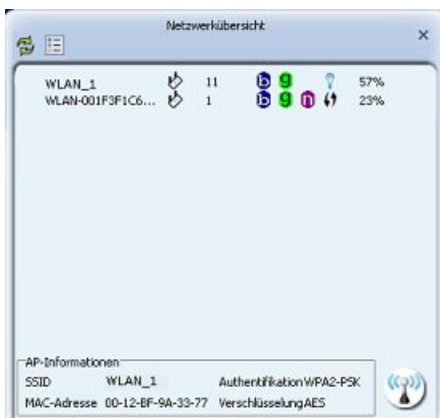 Netzwerkübersicht
WLAN_1 11 b g 57%
WLAN-001F3F1C6... 1 b g n 23%
AP-Informationen
SSID WLAN_1 Authentifikation WPA2-PSK
MAC-Adresse 00-12-BF-9A-33-77 Verschlüsselung AES